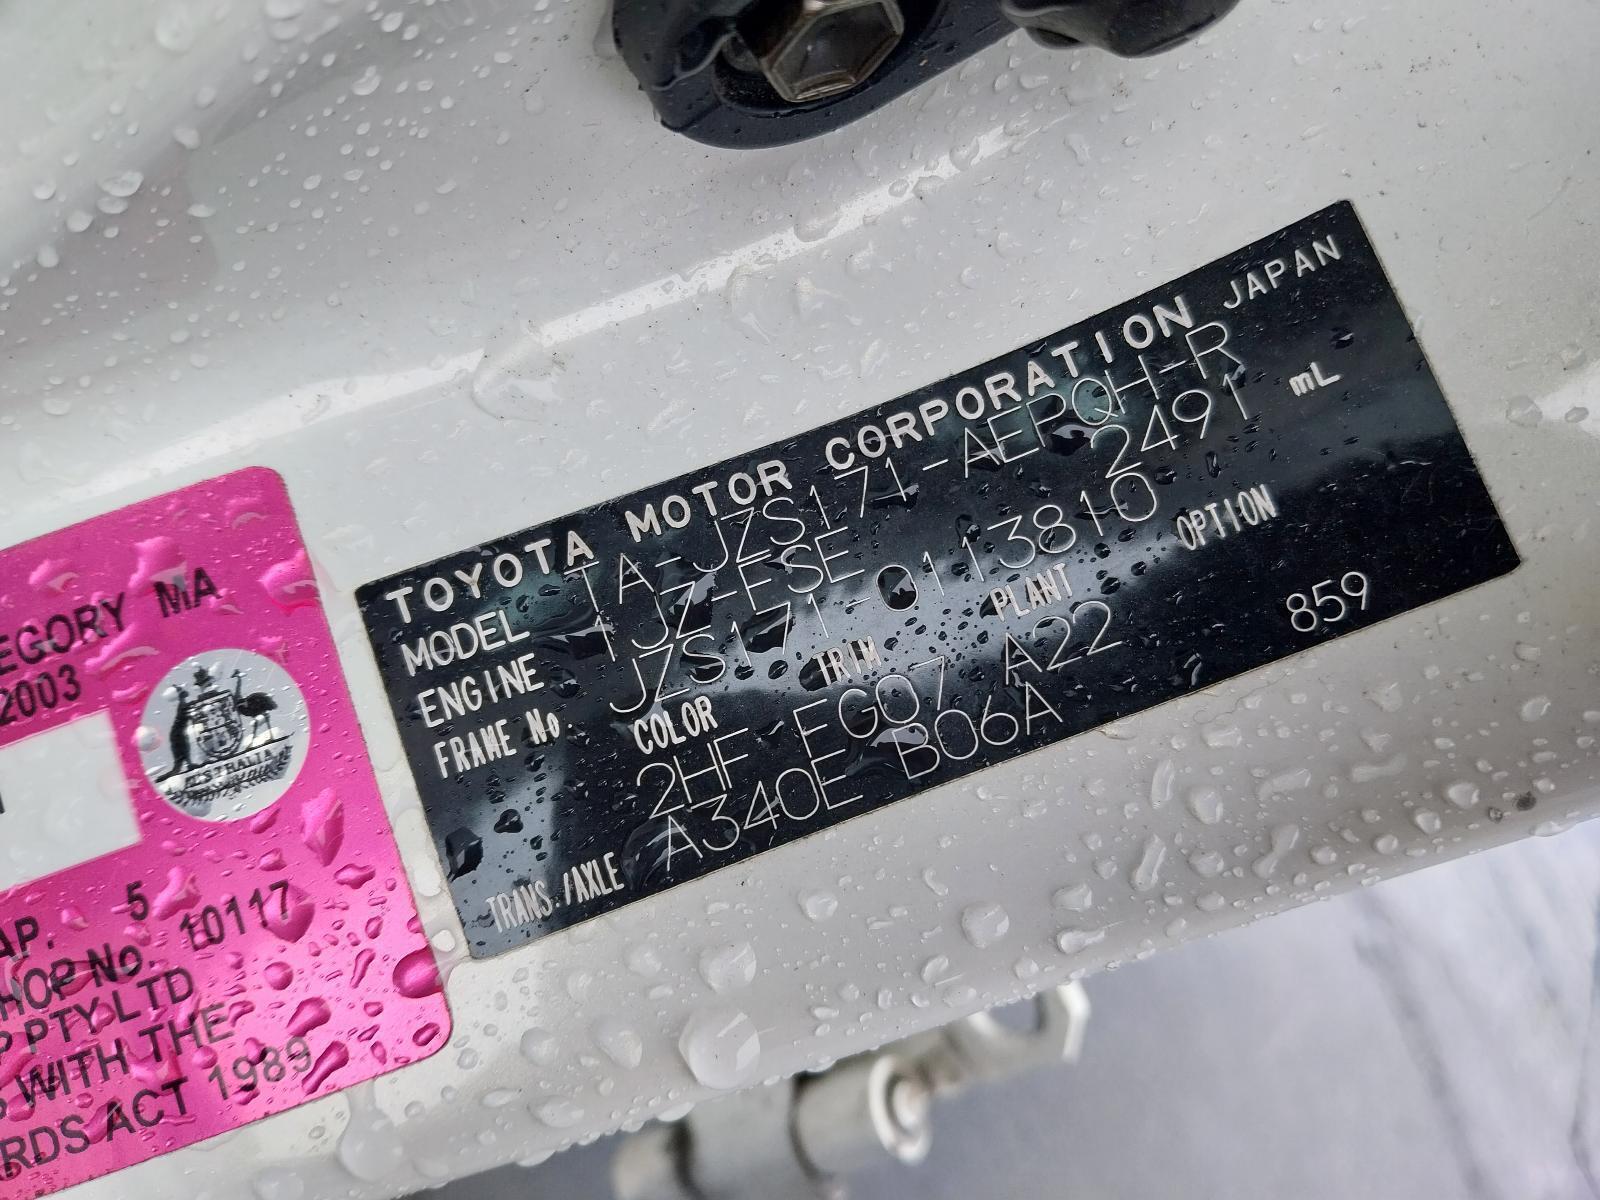 TOYOTA MOTOR CORPORATION JAPAN
MODEL TA-JZS171-AEPQH-R
ENGINE 1JZ-FSE 2491 mL
FRAME No. JZS171-0113810
COLOR TRIM PLANT OPTION
2HF EG07 A22 859
TRANS./AXLE A340E B06A
EGORY MA
2003
AUSTRALIA
AP. 5
HOP No. 10117
P PTY LTD
S WITH THE
RDS ACT 1989